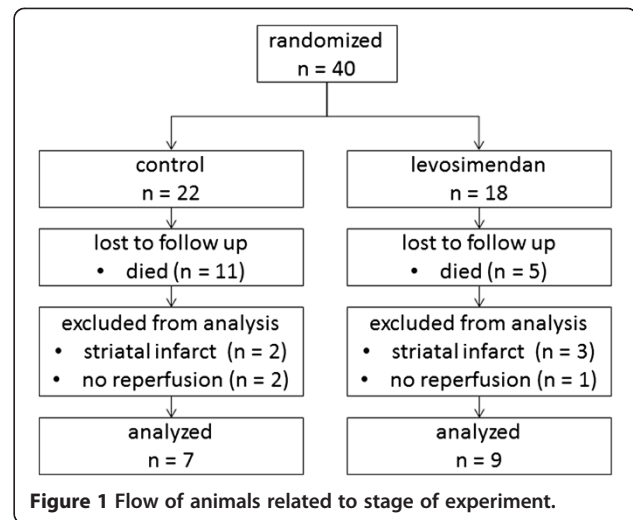 randomized
n = 40
control
n = 22
levosimendan
n = 18
lost to follow up
• died (n = 11)
lost to follow up
• died (n = 5)
excluded from analysis
• striatal infarct (n = 2)
• no reperfusion (n = 2)
excluded from analysis
• striatal infarct (n = 3)
• no reperfusion (n = 1)
analyzed
n = 7
analyzed
n = 9
Figure 1 Flow of animals related to stage of experiment.